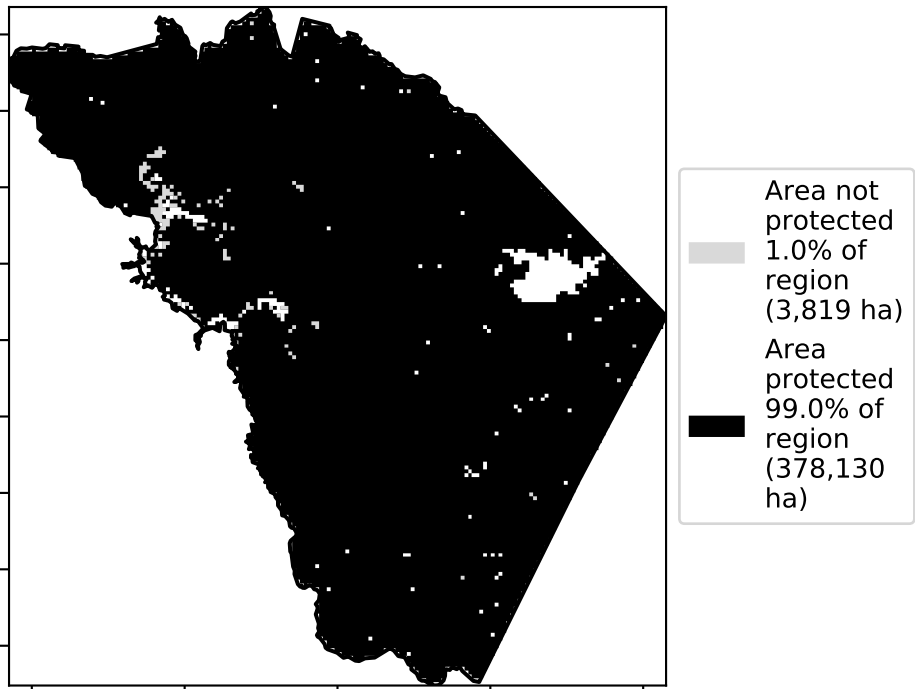 Area not
protected
1.0% of
region
(3,819 ha)
Area
protected
99.0% of
region
(378,130
ha)